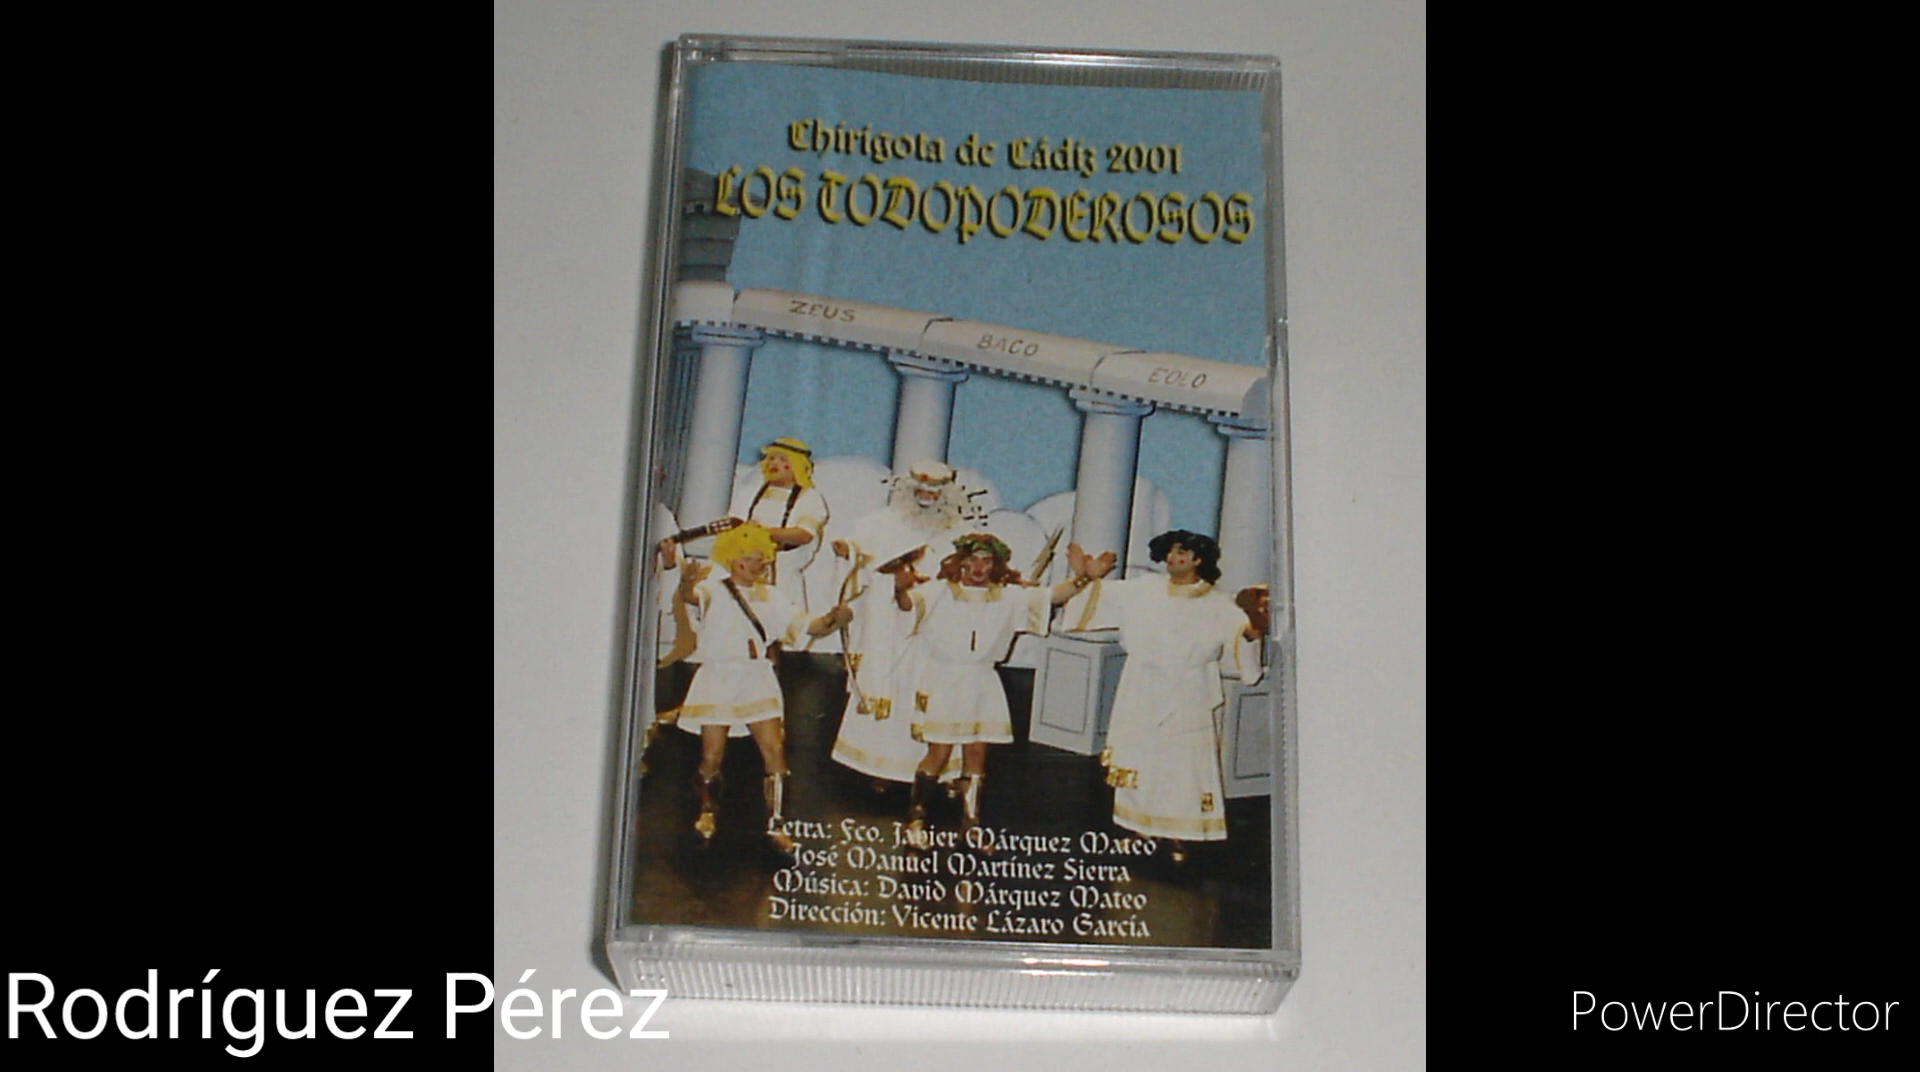 Chirigota de Cádiz 2001
LOS TODOPODEROSOS
ZEUS
BACO
EOLO
Letra: Fco. Javier Márquez Mateo
José Manuel Martínez Sierra
Música: David Márquez Mateo
Dirección: Vicente Lázaro García
Rodríguez Pérez
PowerDirector